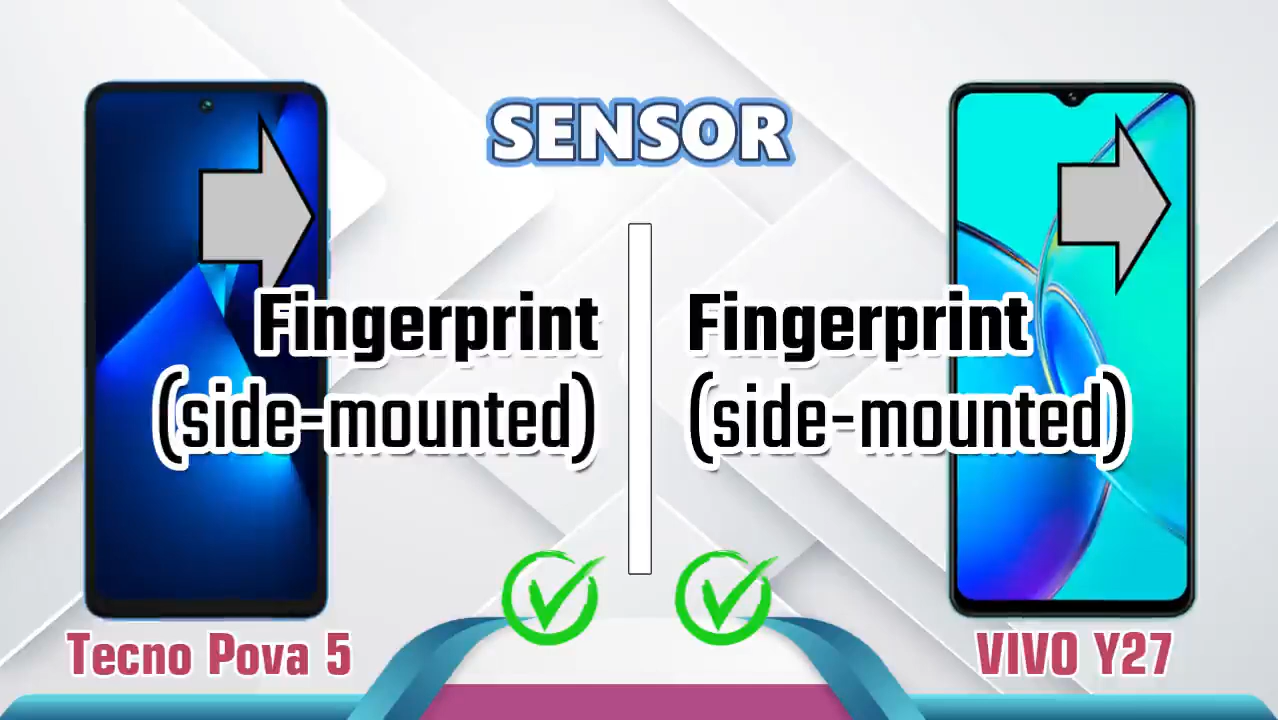 SENSOR
Fingerprint
(side-mounted)
Fingerprint
(side-mounted)
Tecno Pova 5
VIVO Y27